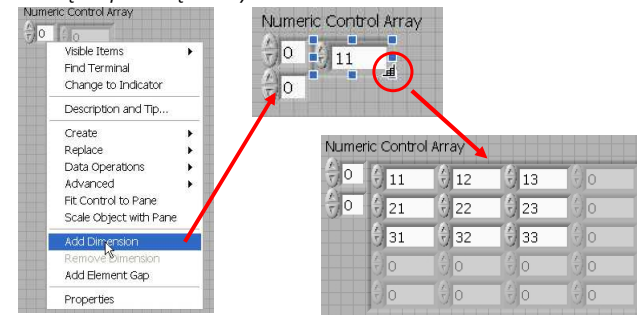 Numeric Control Array
0
0
Visible Items
Find Terminal
Change to Indicator
Description and Tip...
Create
Replace
Data Operations
Advanced
Fit Control to Pane
Scale Object with Pane
Add Dimension
Remove Dimension
Add Element Gap
Properties
Numeric Control Array
0
11
0
Numeric Control Array
0 11 12 13 0
0 21 22 23 0
31 32 33 0
0 0 0 0
0 0 0 0